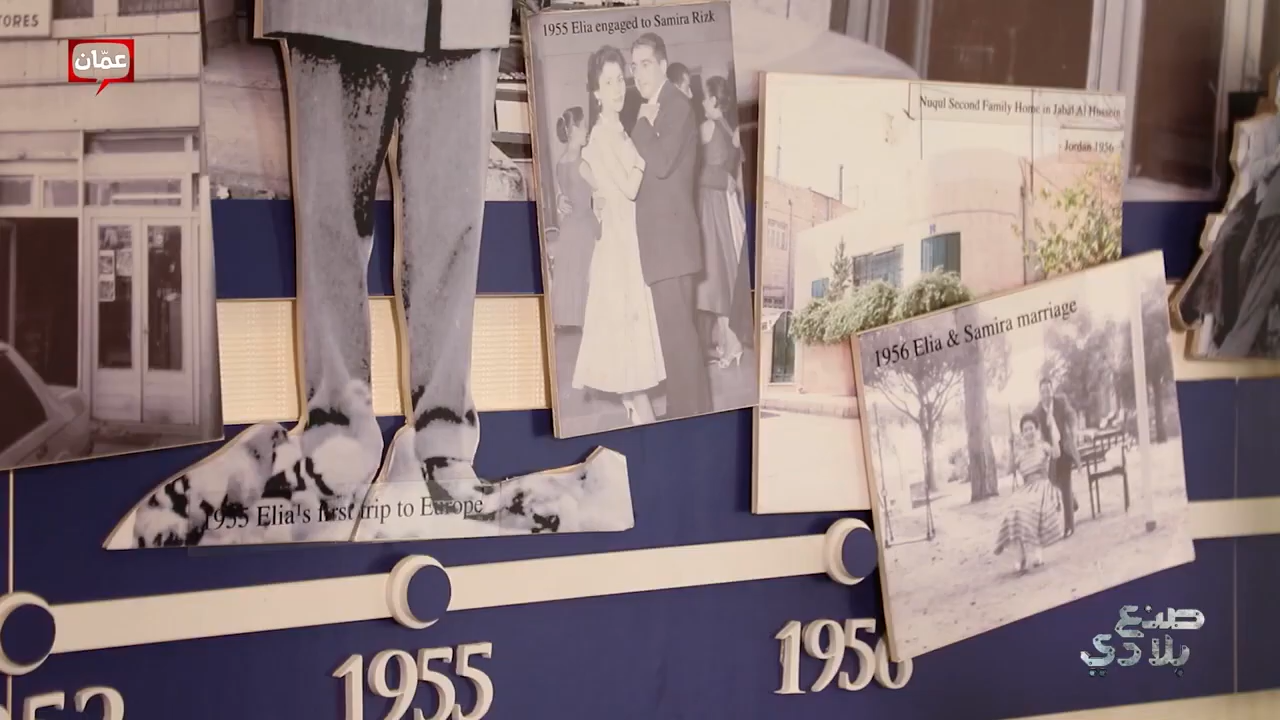 TORES
عمّان
1955 Elia engaged to Samira Rizk
Nuqul Second Family Home in Jabal Al Hussein
Jordan 1956
1956 Elia & Samira marriage
1955 Elia's first trip to Europe
1955
1956
صنع
بلادي